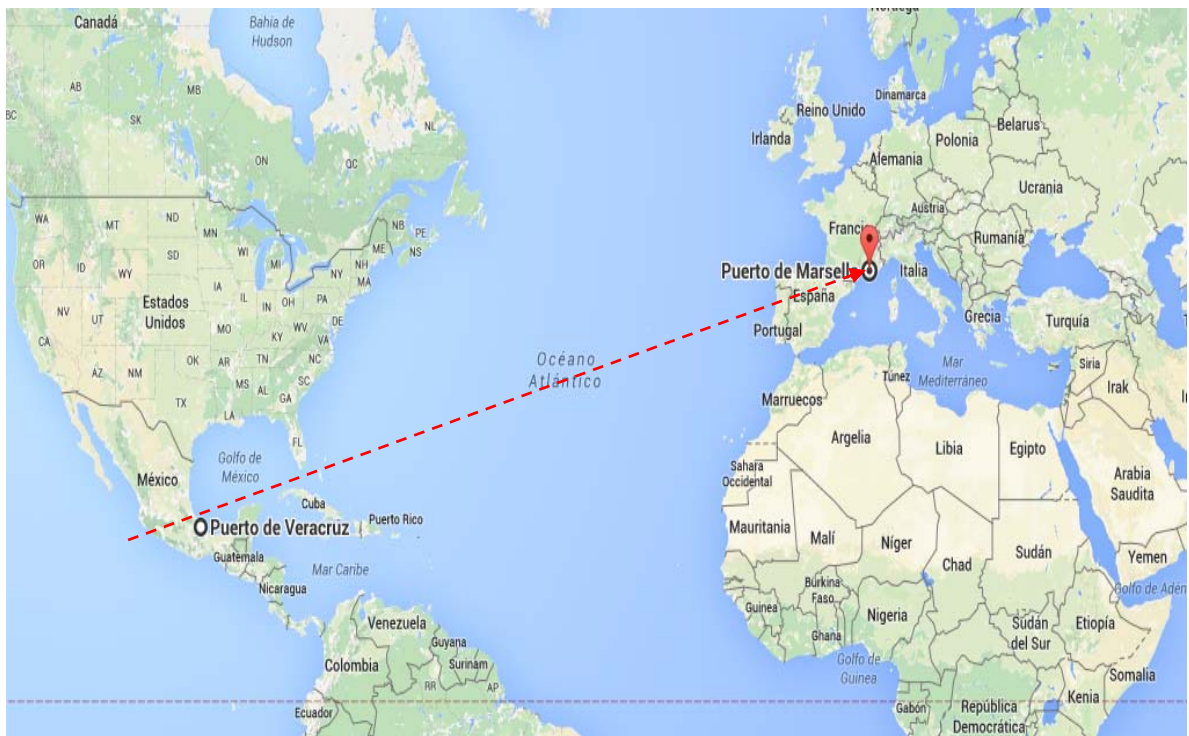 Canadá
Bahía de
Hudson
Noruega
AB
MB
BC
SK
NL
ON
QC
Reino Unido
Dinamarca
Irlanda
Belarus
Polonia
Alemania
Ucrania
Austria
WA
MT
ND
MN
NB
PE
NS
ME
Rumanía
OR
ID
WY
SD
WI
MI
NY
NH
MA
IA
IL
IN
OH
PA
Puerto de Marsella
Italia
España
Estados
Unidos
NV
UT
MO
KY
WV
VA
DE
Portugal
Grecia
Turquía
CA
AZ
NM
OK
AR
TN
NC
Océano
Atlántico
Mar
Mediterráneo
Siria
Irak
Túnez
MS
AL
SC
GA
TX
LA
Marruecos
FL
Argelia
Libia
Egipto
Golfo de
México
México
Sahara
Occidental
Arabia
Saudita
Cuba
Puerto de Veracruz
Puerto Rico
Mauritania
Malí
Níger
Chad
Sudán
Yemen
Guatemala
Mar Caribe
Nicaragua
Golfo de Adén
Burkina
Faso
Guinea
Nigeria
Venezuela
Guyana
Surinam
Ghana
Sudán
del Sur
Etiopía
Colombia
RR
AP
Golfo de
Guinea
Somalia
Ecuador
Gabón
República
Democrática
Kenia